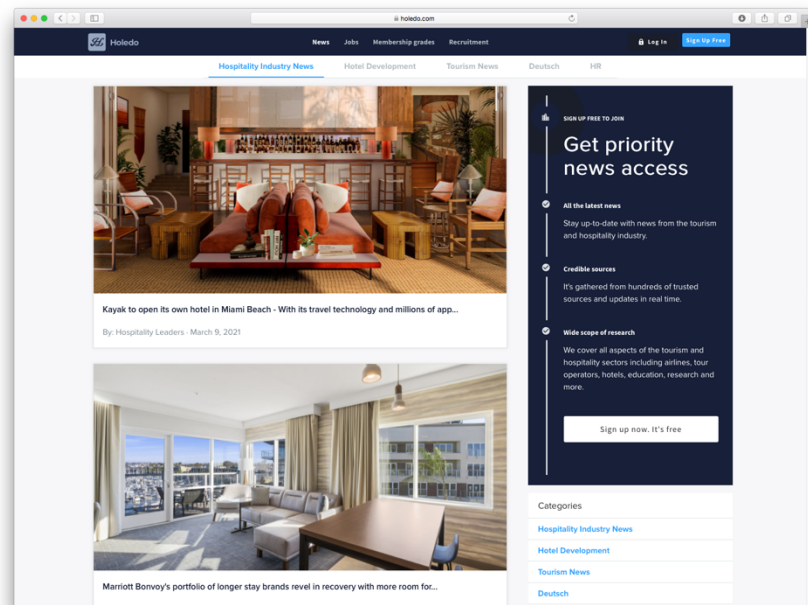 holedo.com
Holedo
News Jobs Membership grades Recruitment
Log In
Sign Up Free
Hospitality Industry News Hotel Development Tourism News Deutsch HR
Kayak to open its own hotel in Miami Beach - With its travel technology and millions of app...
By: Hospitality Leaders · March 9, 2021
Marriott Bonvoy's portfolio of longer stay brands revel in recovery with more room for...
SIGN UP FREE TO JOIN
Get priority
news access
All the latest news
Stay up-to-date with news from the tourism
and hospitality industry.
Credible sources
It's gathered from hundreds of trusted
sources and updates in real time.
Wide scope of research
We cover all aspects of the tourism and
hospitality sectors including airlines, tour
operators, hotels, education, research and
more.
Sign up now. It's free
Categories
Hospitality Industry News
Hotel Development
Tourism News
Deutsch